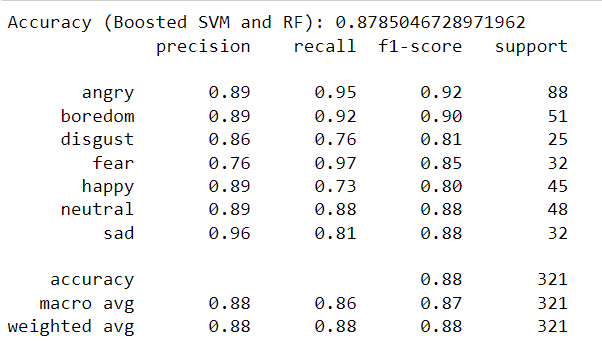 Accuracy (Boosted SVM and RF): 0.8785046728971962
precision recall f1-score support
angry 0.89 0.95 0.92 88
boredom 0.89 0.92 0.90 51
disgust 0.86 0.76 0.81 25
fear 0.76 0.97 0.85 32
happy 0.89 0.73 0.80 45
neutral 0.89 0.88 0.88 48
sad 0.96 0.81 0.88 32
accuracy 0.88 321
macro avg 0.88 0.86 0.87 321
weighted avg 0.88 0.88 0.88 321